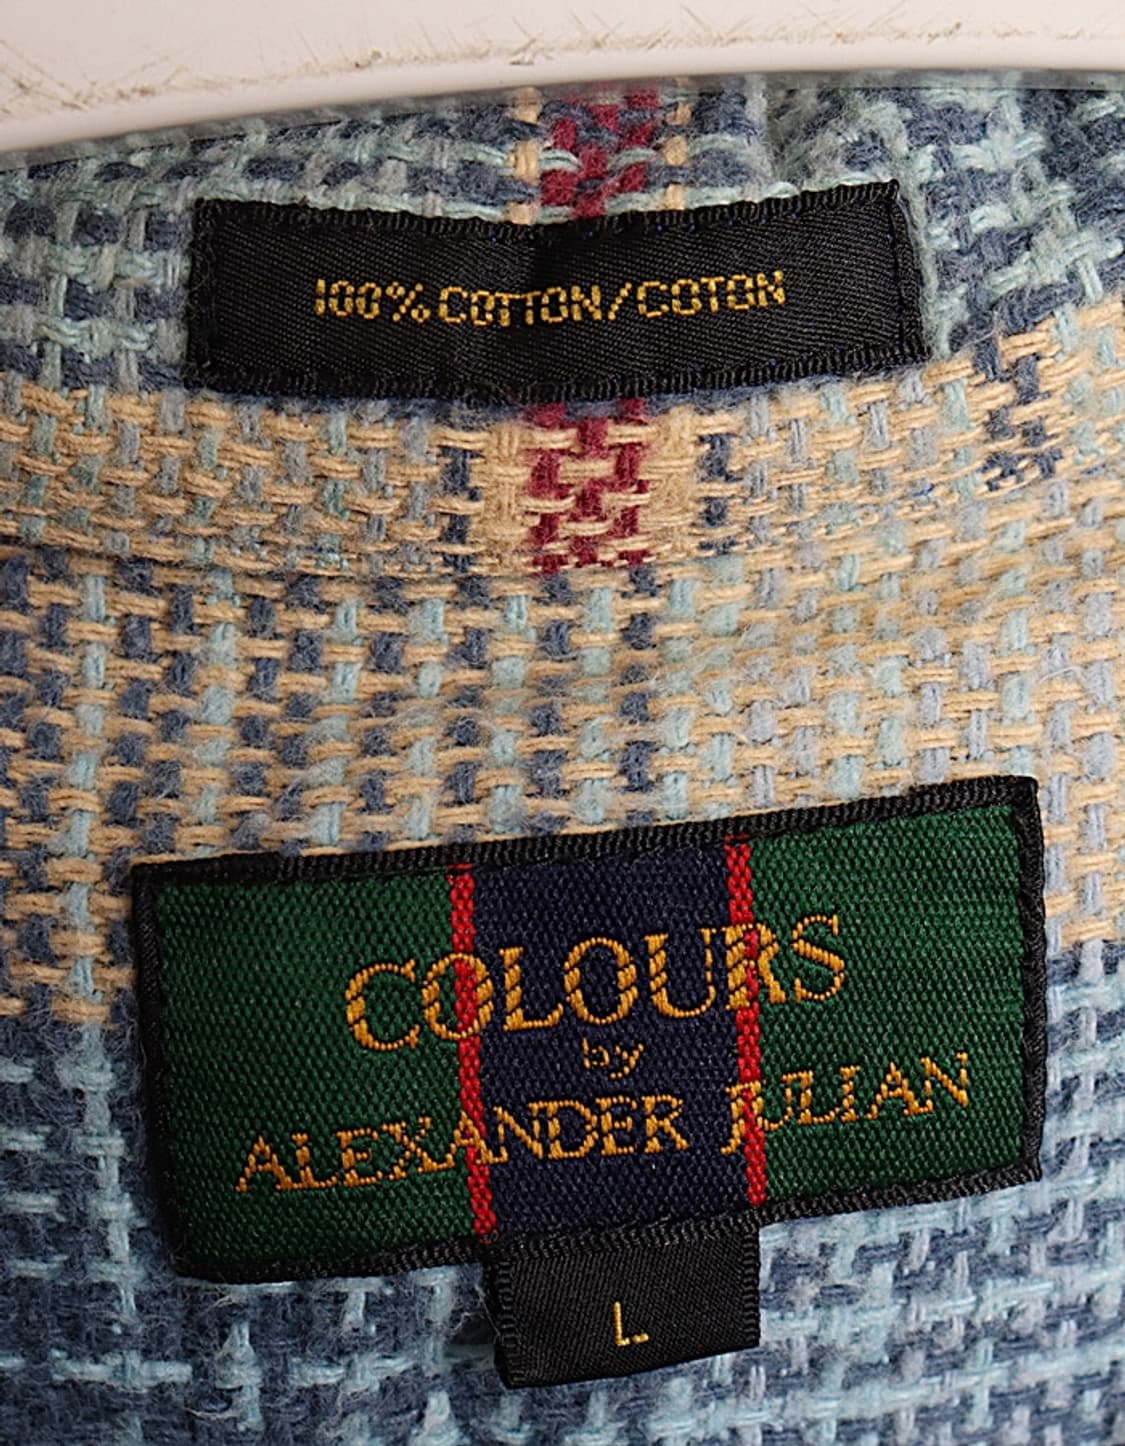 100% COTTON/COTON
COLOURS
by
ALEXANDER JULIAN
L